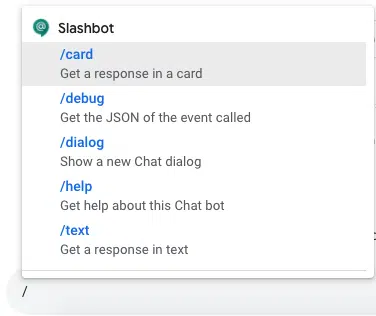 Slashbot
/card
Get a response in a card
/debug
Get the JSON of the event called
/dialog
Show a new Chat dialog
/help
Get help about this Chat bot
/text
Get a response in text
/